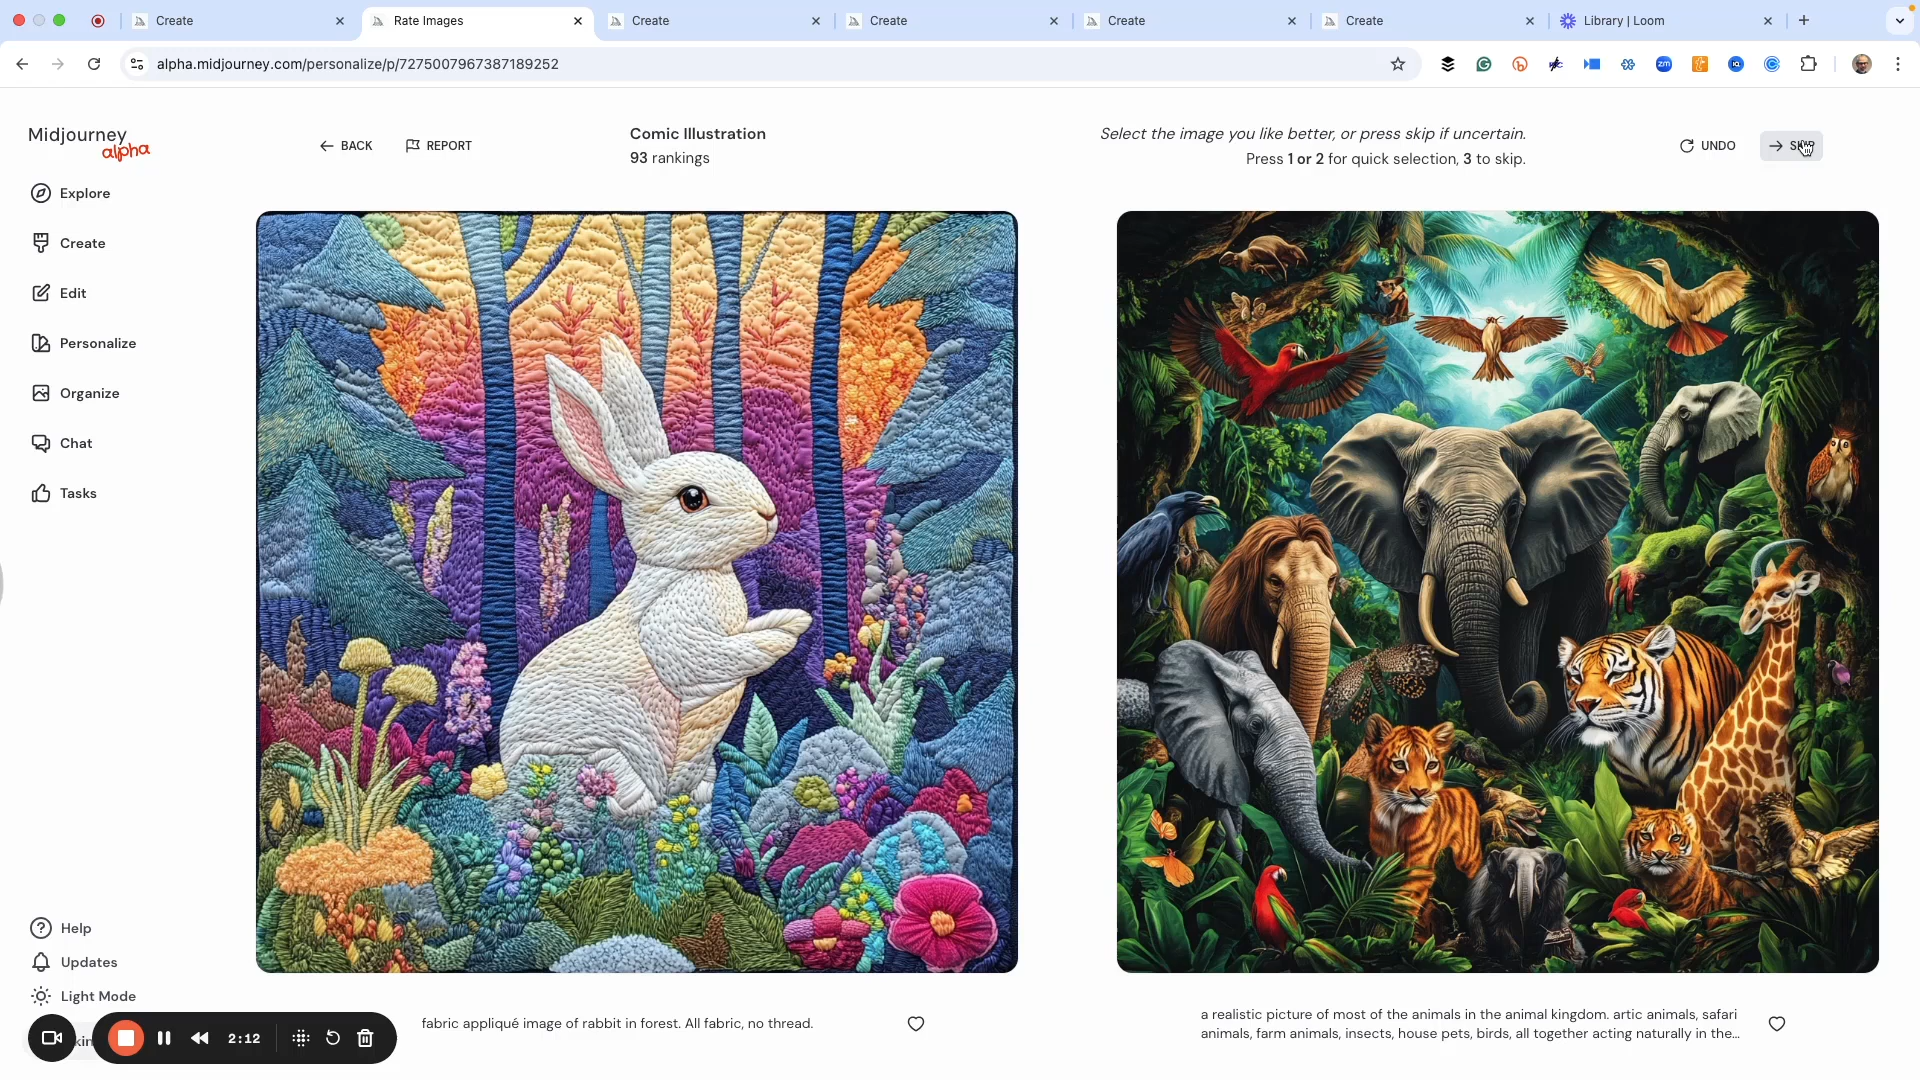 Create
Rate Images
Create
Create
Create
Create
Library | Loom
alpha.midjourney.com/personalize/p/7275007967387189252
Midjourney
alpha
BACK
REPORT
Comic Illustration
93 rankings
Select the image you like better, or press skip if uncertain.
Press 1 or 2 for quick selection, 3 to skip.
UNDO
SKIP
Explore
Create
Edit
Personalize
Organize
Chat
Tasks
Help
Updates
Light Mode
2:12
fabric appliqué image of rabbit in forest. All fabric, no thread.
a realistic picture of most of the animals in the animal kingdom. artic animals, safari
animals, farm animals, insects, house pets, birds, all together acting naturally in the...